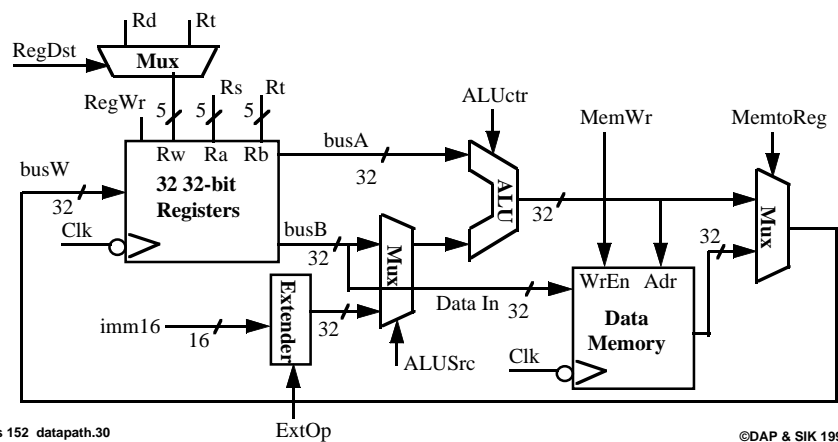 Rd Rt
RegDst
Mux
RegWr
5
Rs
5
Rt
5
ALUctr
MemWr
MemtoReg
busW
32
Rw Ra Rb
32 32-bit
Registers
Clk
busA
32
busB
32
Mux
ALU
32
32
Mux
imm16
16
Extender
32
Data In 32
WrEn Adr
Data
Memory
Clk
ALUSrc
ExtOp
s 152 datapath.30
©DAP & SIK 199